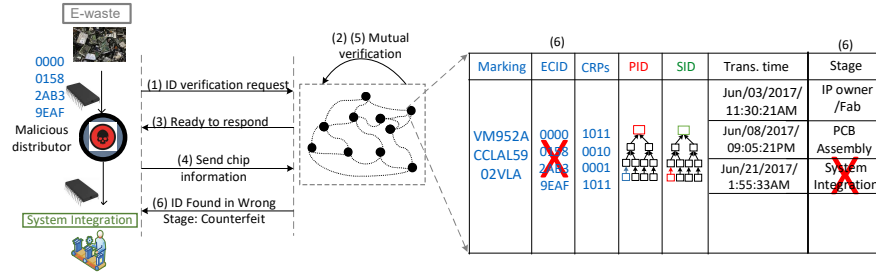 E-waste
0000
0158
2AB3
9EAF
Malicious
distributor
System Integration
(1) ID verification request
(3) Ready to respond
(4) Send chip
information
(6) ID Found in Wrong
Stage: Counterfeit
(2) (5) Mutual
verification
(6)
(6)
Marking ECID CRPs PID SID Trans. time Stage
VM952A
CCLAL59
02VLA
0000
0158
2AB3
9EAF
1011
0010
0001
1011
Jun/03/2017/
11:30:21AM
IP owner
/Fab
Jun/08/2017/
09:05:21PM
PCB
Assembly
Jun/21/2017/
1:55:33AM
System
Integration